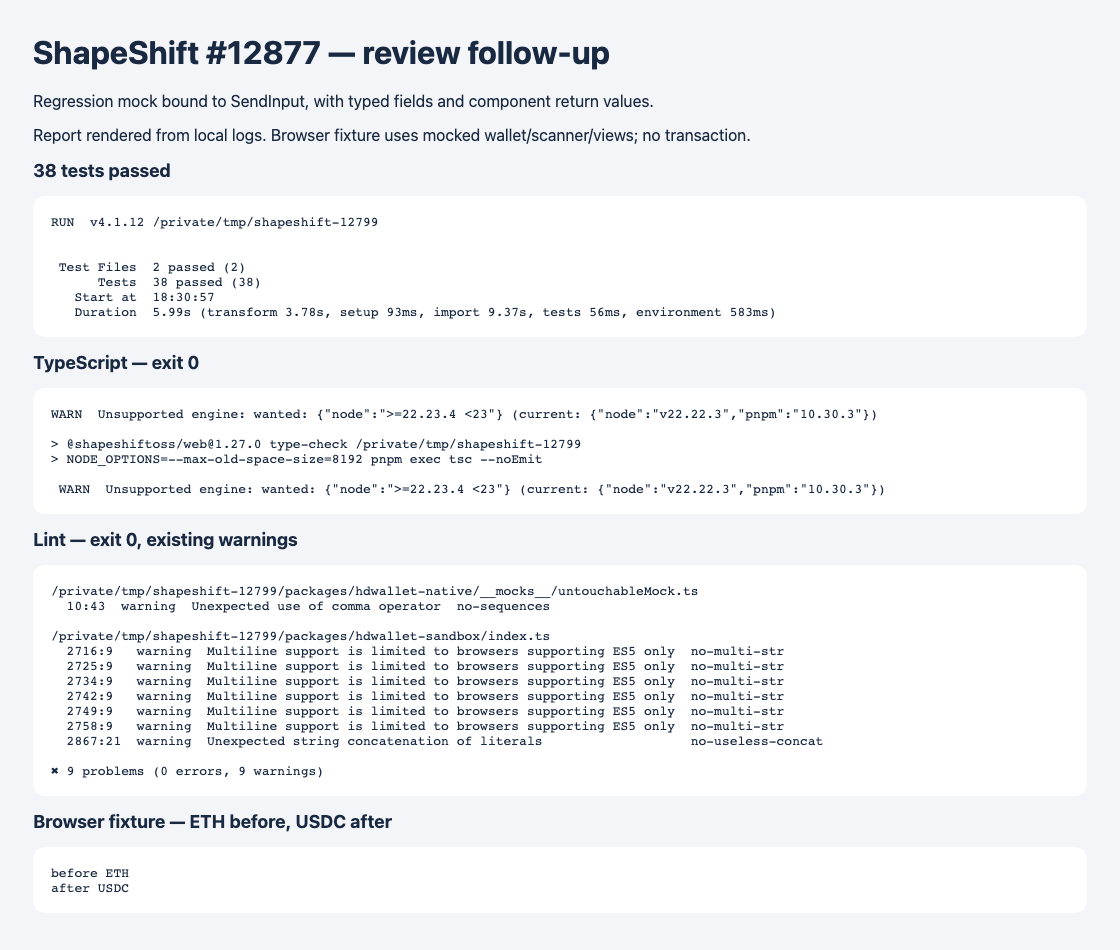 ShapeShift #12877 — review follow-up
Regression mock bound to SendInput, with typed fields and component return values.
Report rendered from local logs. Browser fixture uses mocked wallet/scanner/views; no transaction.
38 tests passed
RUN  v4.1.12 /private/tmp/shapeshift-12799
Test Files  2 passed (2)
Tests  38 passed (38)
Start at  18:30:57
Duration  5.99s (transform 3.78s, setup 93ms, import 9.37s, tests 56ms, environment 583ms)
TypeScript — exit 0
WARN  Unsupported engine: wanted: {"node":">=22.23.4 <23"} (current: {"node":"v22.22.3","pnpm":"10.30.3"})
> @shapeshiftoss/web@1.27.0 type-check /private/tmp/shapeshift-12799
> NODE_OPTIONS=--max-old-space-size=8192 pnpm exec tsc --noEmit
WARN  Unsupported engine: wanted: {"node":">=22.23.4 <23"} (current: {"node":"v22.22.3","pnpm":"10.30.3"})
Lint — exit 0, existing warnings
/private/tmp/shapeshift-12799/packages/hdwallet-native/__mocks__/untouchableMock.ts
10:43  warning  Unexpected use of comma operator  no-sequences
/private/tmp/shapeshift-12799/packages/hdwallet-sandbox/index.ts
2716:9   warning  Multiline support is limited to browsers supporting ES5 only  no-multi-str
2725:9   warning  Multiline support is limited to browsers supporting ES5 only  no-multi-str
2734:9   warning  Multiline support is limited to browsers supporting ES5 only  no-multi-str
2742:9   warning  Multiline support is limited to browsers supporting ES5 only  no-multi-str
2749:9   warning  Multiline support is limited to browsers supporting ES5 only  no-multi-str
2758:9   warning  Multiline support is limited to browsers supporting ES5 only  no-multi-str
2867:21  warning  Unexpected string concatenation of literals                   no-useless-concat
✖ 9 problems (0 errors, 9 warnings)
Browser fixture — ETH before, USDC after
before ETH
after USDC